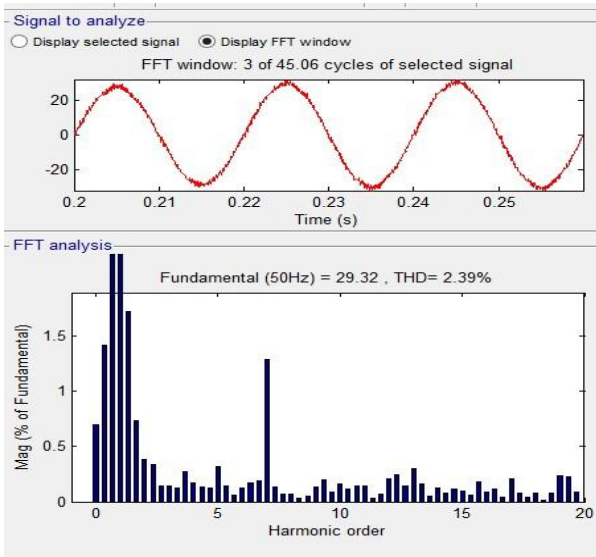 Signal to analyze
Display selected signal Display FFT window
FFT window: 3 of 45.06 cycles of selected signal
20
0
-20
0.2 0.21 0.22 0.23 0.24 0.25
Time (s)
FFT analysis
Fundamental (50Hz) = 29.32 , THD= 2.39%
Mag (% of Fundamental)
1.5
1
0.5
0
0 5 10 15 20
Harmonic order